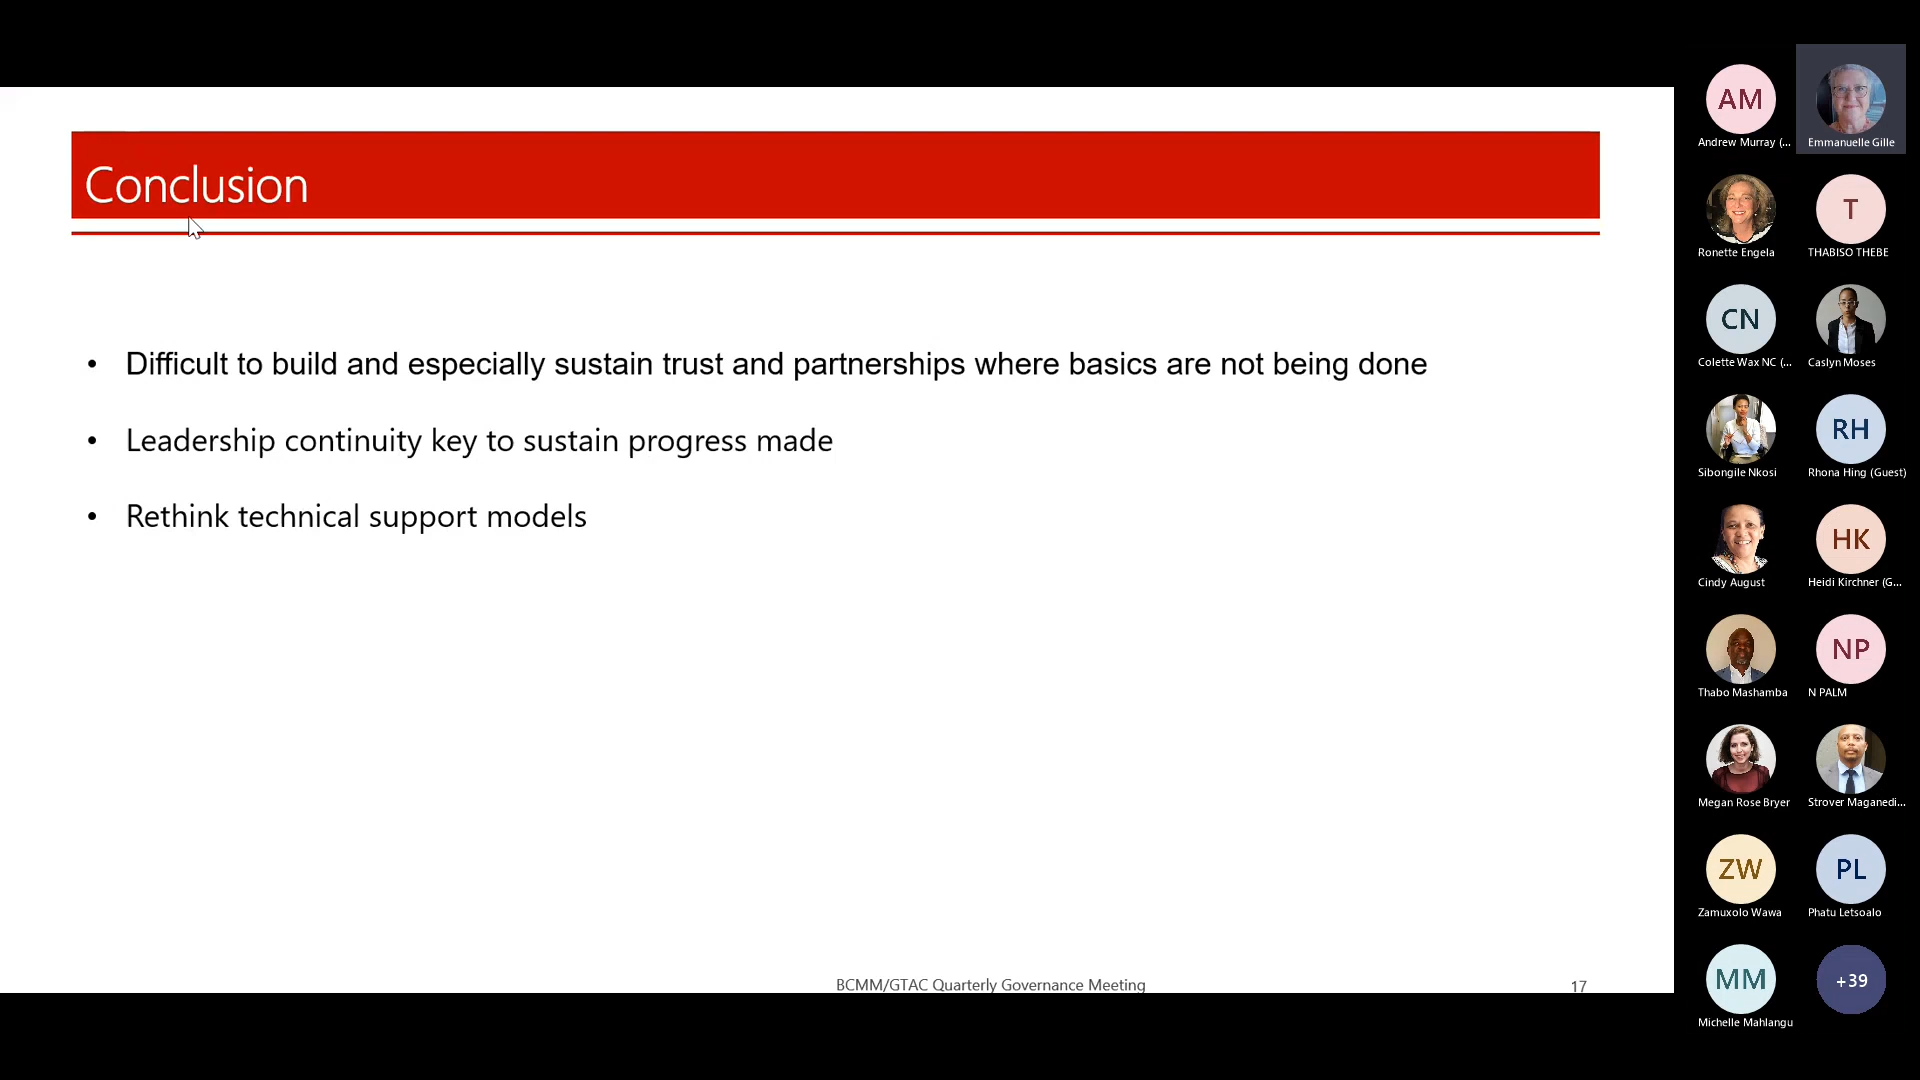 Conclusion
• Difficult to build and especially sustain trust and partnerships where basics are not being done
• Leadership continuity key to sustain progress made
• Rethink technical support models
BCMM/GTAC Quarterly Governance Meeting
17
AM
Andrew Murray (...
Emmanuelle Gille
Ronette Engela
T
THABISO THEBE
CN
Colette Wax NC (...
Caslyn Moses
Sibongile Nkosi
RH
Rhona Hing (Guest)
Cindy August
HK
Heidi Kirchner (G...
Thabo Mashamba
NP
N PALM
Megan Rose Bryer
Strover Maganedi...
ZW
Zamuxolo Wawa
PL
Phatu Letsoalo
MM
Michelle Mahlangu
+39